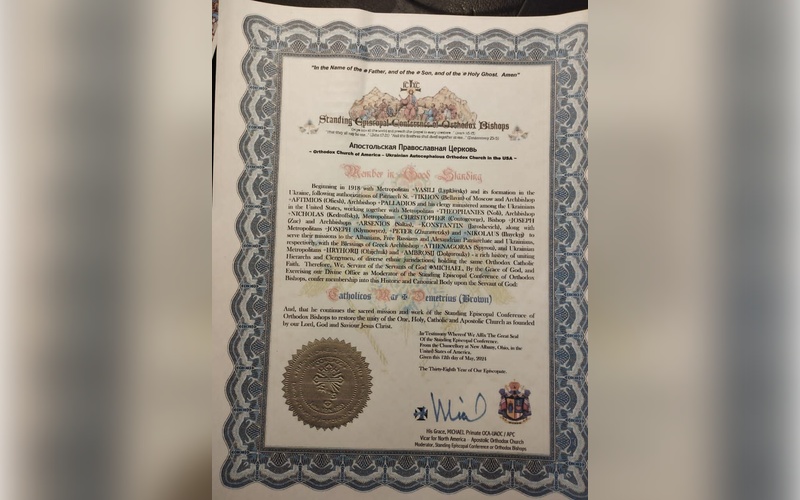 "In the Name of the ✠ Father, and of the ✠ Son, and of the ✠ Holy Ghost. Amen"
Standing Episcopal Conference of Orthodox Bishops
Апостольская Православная Церковь
~ Orthodox Church of America ~ Ukrainian Autocephalous Orthodox Church in the USA ~
Member in Good Standing
Beginning in 1918 with Metropolitan +VASILI (Lypkivsky) and its formation in the
Ukraine, following authorizations of Patriarch St. +TIKHON (Bellavin) of Moscow and Archbishop
+AFTIMIOS (Ofiesh), Archbishop +PALLADIOS and his clergy ministered among the Ukrainians
in the United States, working together with Metropolitans +THEOPHANIES (Noli), Archbishop
+NICHOLAS (Kedroffsky), Metropolitan +CHRISTOPHER (Contogeorge), Bishop +JOSEPH
(Zuc) and Archbishops +ARSENIOS (Saltas), +KONSTANTIN (Jaroshevich), along with
Metropolitans +JOSEPH (Klymowycz), +PETER (Zhurawetsky) and +NIKOLAUS (Ilnyckyj) to
serve their missions in the Albanian, Free Russian and Alexandrian Patriarchate and Ukrainians,
respectively, with the Blessings of Greek Archbishop +ATHENAGORAS (Spyrou), and Ukrainian
Metropolitans +HRYHORIJ (Ohijchuk) and +AMBROSIJ (Dolgorouky) - a rich history of uniting
Hierarchs and Clergymen, of diverse ethnic jurisdiction, holding the same Orthodox Catholic
Faith. Therefore, We, Servant of the Servants of God ✠MICHAEL, By the Grace of God, and
Exercising our Divine Office as Moderator of the Standing Episcopal Conference of Orthodox
Bishops, confer membership into this Historic and Canonical Body upon the Servant of God:
Catholicos Mar ✠ Demetrius (Brown)
And, that he continues the sacred mission and work of the Standing Episcopal Conference of
Orthodox Bishops to restore the unity of the One, Holy, Catholic and Apostolic Church as founded
by our Lord, God and Saviour Jesus Christ.
In Testimony Whereof We Affix The Great Seal
Of the Standing Episcopal Conference.
From the Chancellory at New Albany, Ohio, in the
United States of America.
Given this 13th day of May, 2024
The Thirty-Eighth Year of Our Episcopate.
His Grace, MICHAEL, Primate OCA-UAOC / APC
Vicar for North America - Apostolic Orthodox Church
Moderator, Standing Episcopal Conference of Orthodox Bishops